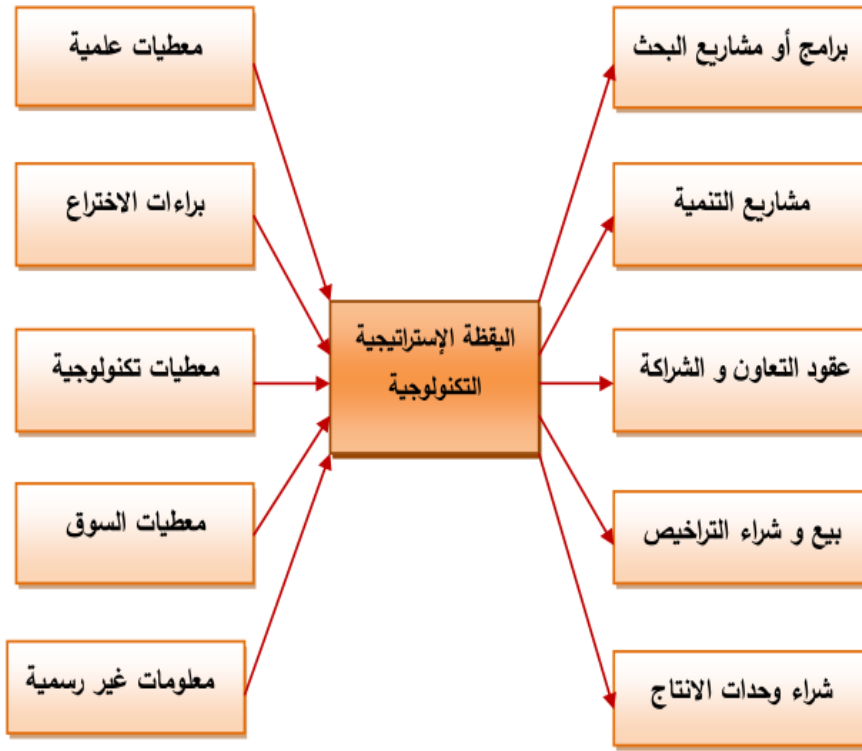 معطيات علمية
براءات الاختراع
معطيات تكنولوجية
معطيات السوق
معلومات غير رسمية
اليقظة الإستراتيجية
التكنولوجية
برامج أو مشاريع البحث
مشاريع التنمية
عقود التعاون و الشراكة
بيع و شراء التراخيص
شراء وحدات الانتاج